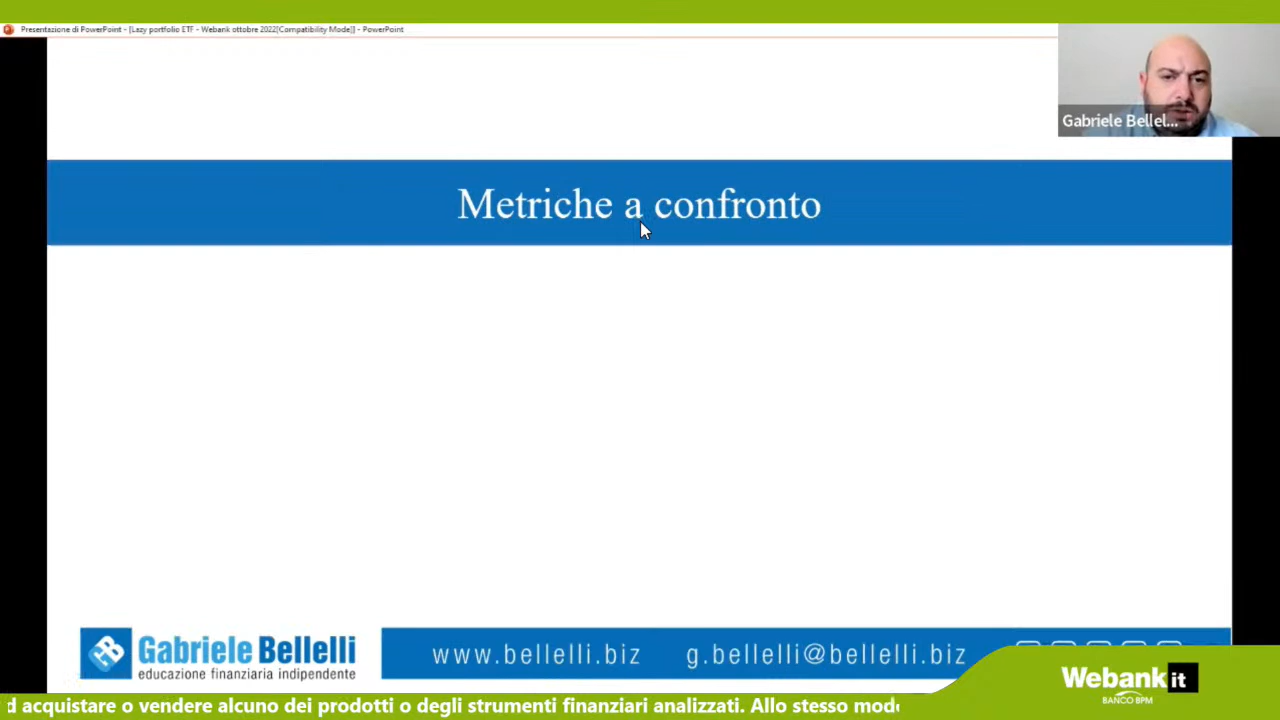 Presentazione di PowerPoint - [Lazy portfolio ETF - Webank ottobre 2022[Compatibility Mode]] - PowerPoint
Gabriele Bellel...
Metriche a confronto
Gabriele Bellelli
educazione finanziaria indipendente
www.bellelli.biz g.bellelli@bellelli.biz
Webank it
BANCO BPM
d acquistare o vendere alcuno dei prodotti o degli strumenti finanziari analizzati. Allo stesso mod